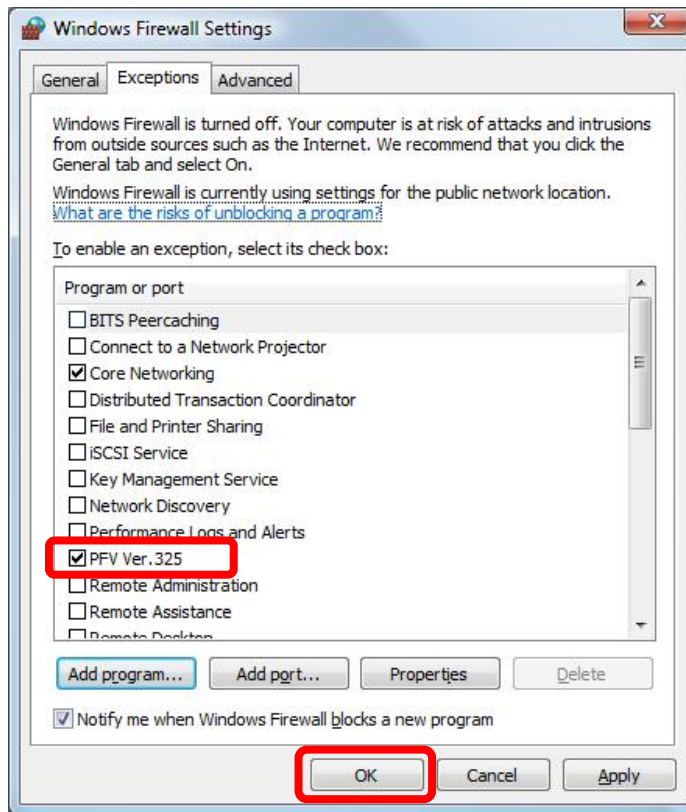 Windows Firewall Settings
General Exceptions Advanced
Windows Firewall is turned off. Your computer is at risk of attacks and intrusions
from outside sources such as the Internet. We recommend that you click the
General tab and select On.
Windows Firewall is currently using settings for the public network location.
What are the risks of unblocking a program?
To enable an exception, select its check box:
Program or port
BITS Peercaching
Connect to a Network Projector
Core Networking
Distributed Transaction Coordinator
File and Printer Sharing
iSCSI Service
Key Management Service
Network Discovery
Performance Logs and Alerts
PFV Ver.325
Remote Administration
Remote Assistance
Remote Desktop
Add program... Add port... Properties Delete
Notify me when Windows Firewall blocks a new program
OK Cancel Apply